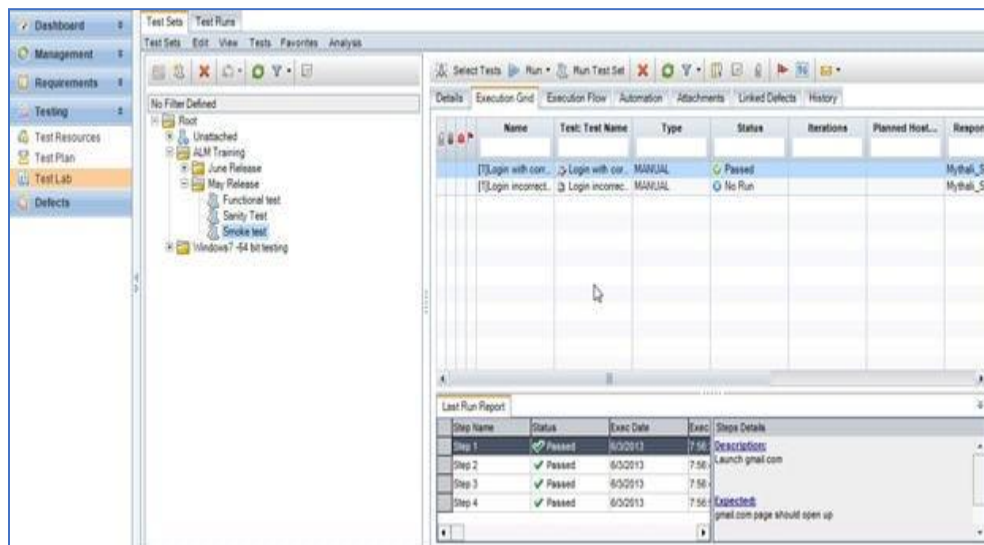 Dashboard
Management
Requirements
Testing
Test Resources
Test Plan
Test Lab
Defects
Test Sets Test Runs
Test Sets Edit View Tests Favorites Analysis
No Filter Defined
Root
Unattached
ALM Training
June Release
May Release
Functional test
Sanity Test
Smoke test
Windows7 -64 bit testing
Select Tests Run Run Test Set
Details Execution Grid Execution Flow Automation Attachments Linked Defects History
Name Test: Test Name Type Status Iterations Planned Host... Respon
[1]Login with corr... Login with cor... MANUAL Passed Mythali_S
[1]Login incorrect... Login incorrec... MANUAL No Run Mythali_S
Last Run Report
Step Name Status Exec Date Exec Steps Details
Step 1 Passed 6/3/2013 7:56: Description:
Launch gmail.com
Step 2 Passed 6/3/2013 7:56:
Step 3 Passed 6/3/2013 7:56:
Step 4 Passed 6/3/2013 7:56: Expected:
gmail.com page should open up